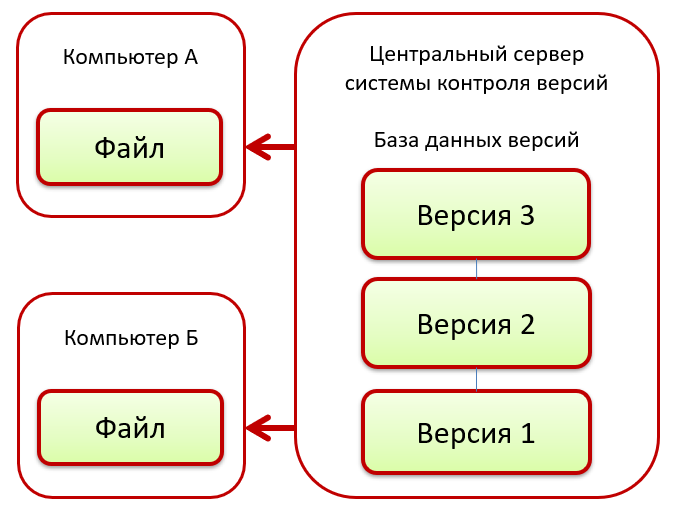 Компьютер А
Файл
Компьютер Б
Файл
Центральный сервер
системы контроля версий
База данных версий
Версия 3
Версия 2
Версия 1